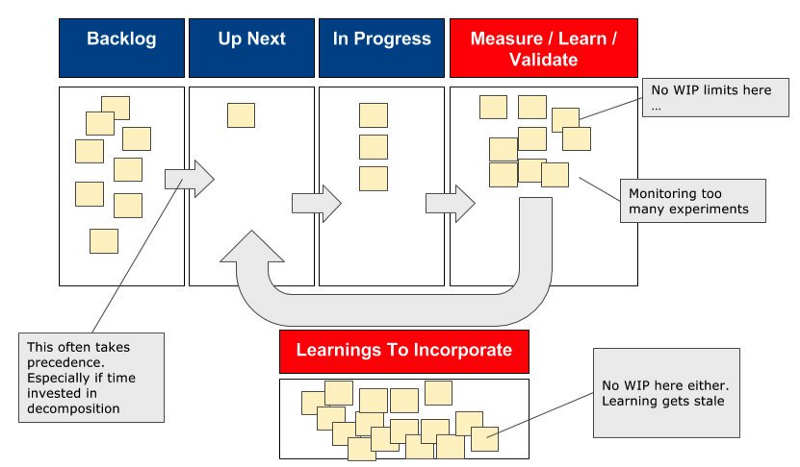 Backlog
Up Next
In Progress
Measure / Learn /
Validate
No WIP limits here
...
Monitoring too
many experiments
This often takes
precedence.
Especially if time
invested in
decomposition
Learnings To Incorporate
No WIP here either.
Learning gets stale